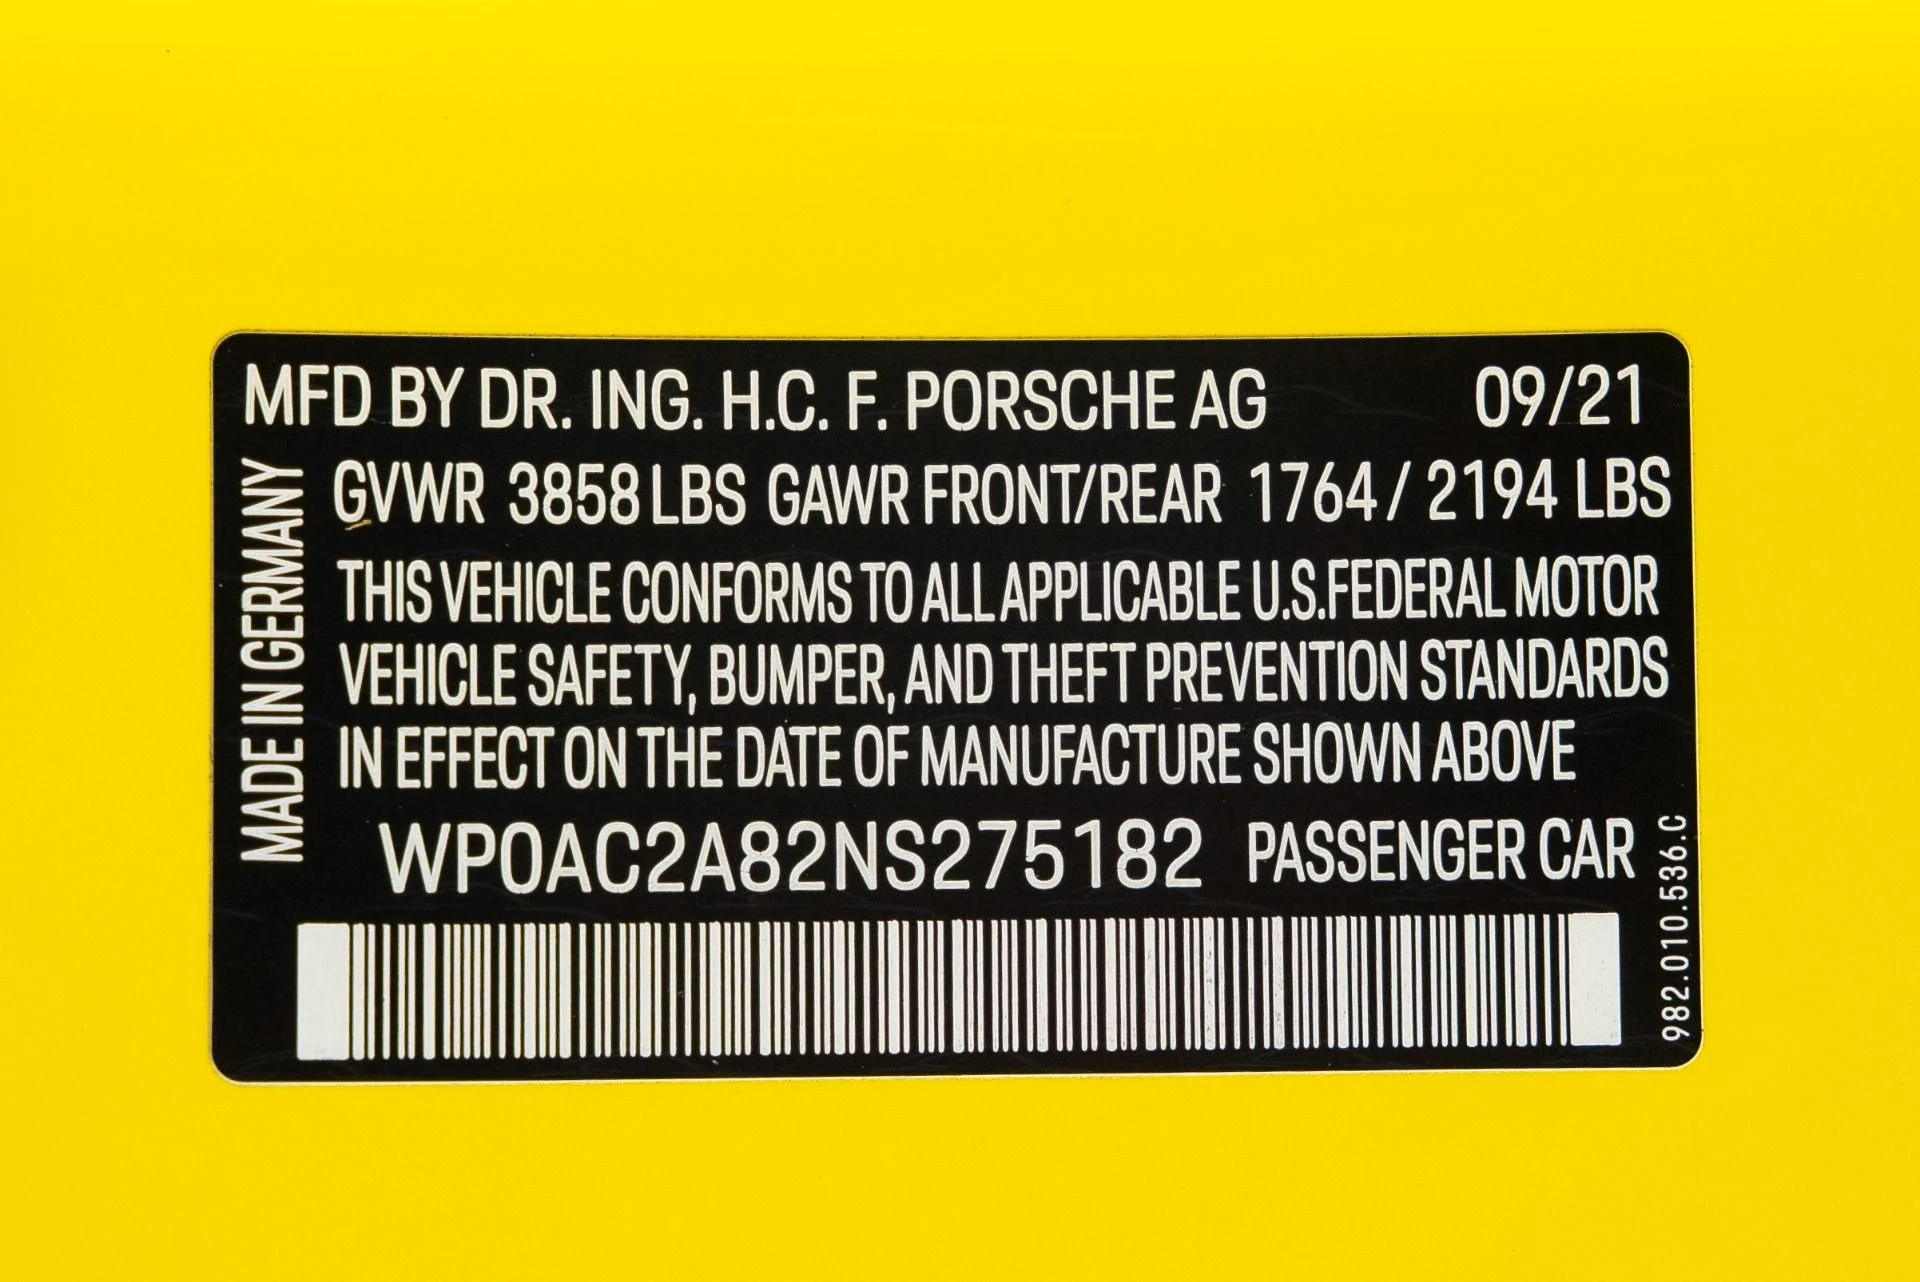 MFD BY DR. ING. H.C. F. PORSCHE AG 09/21
GVWR 3858 LBS GAWR FRONT/REAR 1764 / 2194 LBS
THIS VEHICLE CONFORMS TO ALL APPLICABLE U.S.FEDERAL MOTOR
VEHICLE SAFETY, BUMPER, AND THEFT PREVENTION STANDARDS
IN EFFECT ON THE DATE OF MANUFACTURE SHOWN ABOVE
WP0AC2A82NS275182 PASSENGER CAR
MADE IN GERMANY
982.010.536.C